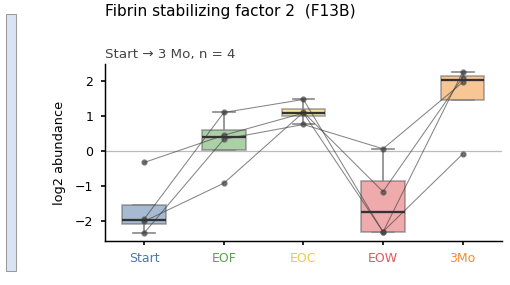 Fibrin stabilizing factor 2  (F13B)
Start → 3 Mo, n = 4
log2 abundance
2
1
0
−1
−2
Start EOF EOC EOW 3Mo